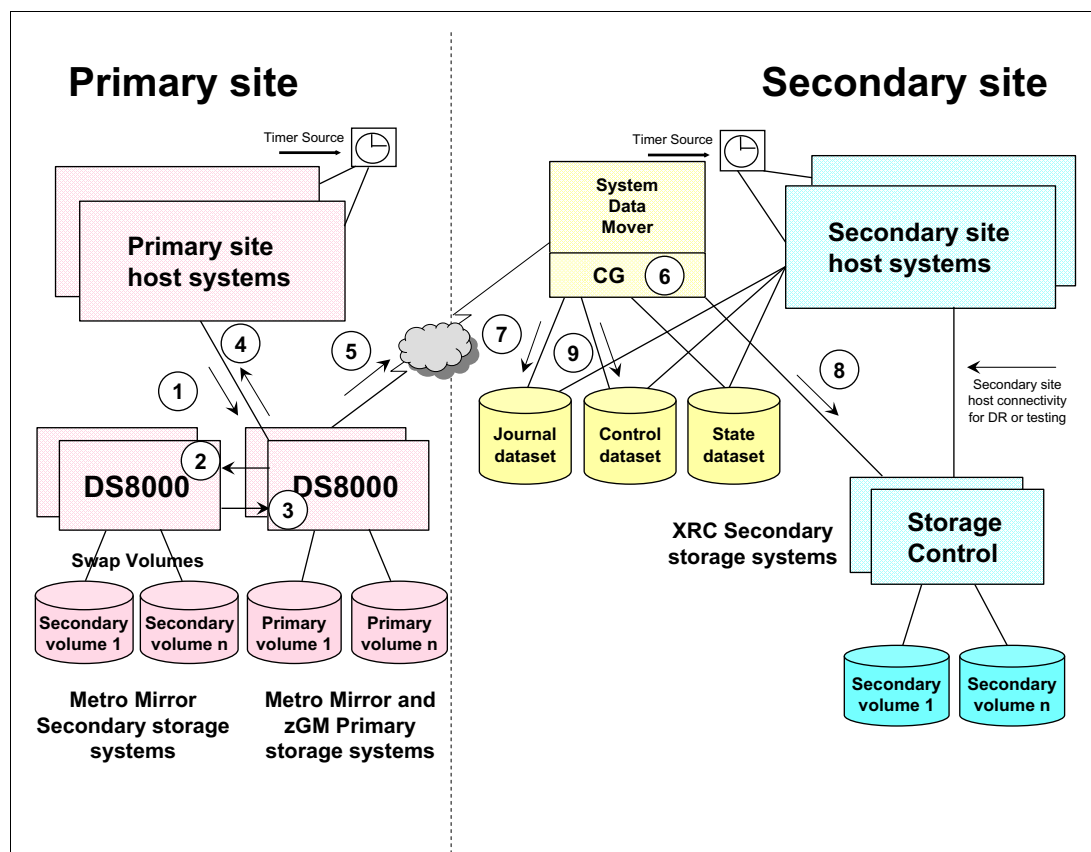 Primary site
Secondary site
Timer Source
Timer Source
Primary site
host systems
System
Data
Mover
CG
6
Secondary site
host systems
4
5
7
9
1
8
Secondary site
host connectivity
for DR or testing
Journal
dataset
Control
dataset
State
dataset
DS8000
2
DS8000
3
XRC Secondary
storage systems
Storage
Control
Swap Volumes
Secondary
volume 1
Secondary
volume n
Primary
volume 1
Primary
volume n
Secondary
volume 1
Secondary
volume n
Metro Mirror
Secondary storage
systems
Metro Mirror and
zGM Primary
storage systems